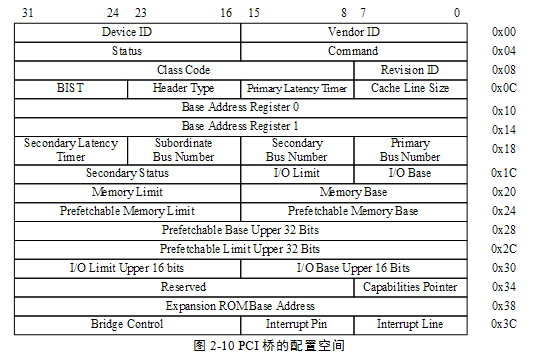 31 24 23 16 15 8 7 0
Device ID Vendor ID 0x00
Status Command 0x04
Class Code Revision ID 0x08
BIST Header Type Primary Latency Timer Cache Line Size 0x0C
Base Address Register 0 0x10
Base Address Register 1 0x14
Secondary Latency Timer Subordinate Bus Number Secondary Bus Number Primary Bus Number 0x18
Secondary Status I/O Limit I/O Base 0x1C
Memory Limit Memory Base 0x20
Prefetchable Memory Limit Prefetchable Memory Base 0x24
Prefetchable Base Upper 32 Bits 0x28
Prefetchable Limit Upper 32 Bits 0x2C
I/O Limit Upper 16 bits I/O Base Upper 16 Bits 0x30
Reserved Capabilities Pointer 0x34
Expansion ROM Base Address 0x38
Bridge Control Interrupt Pin Interrupt Line 0x3C
图 2-10 PCI 桥的配置空间